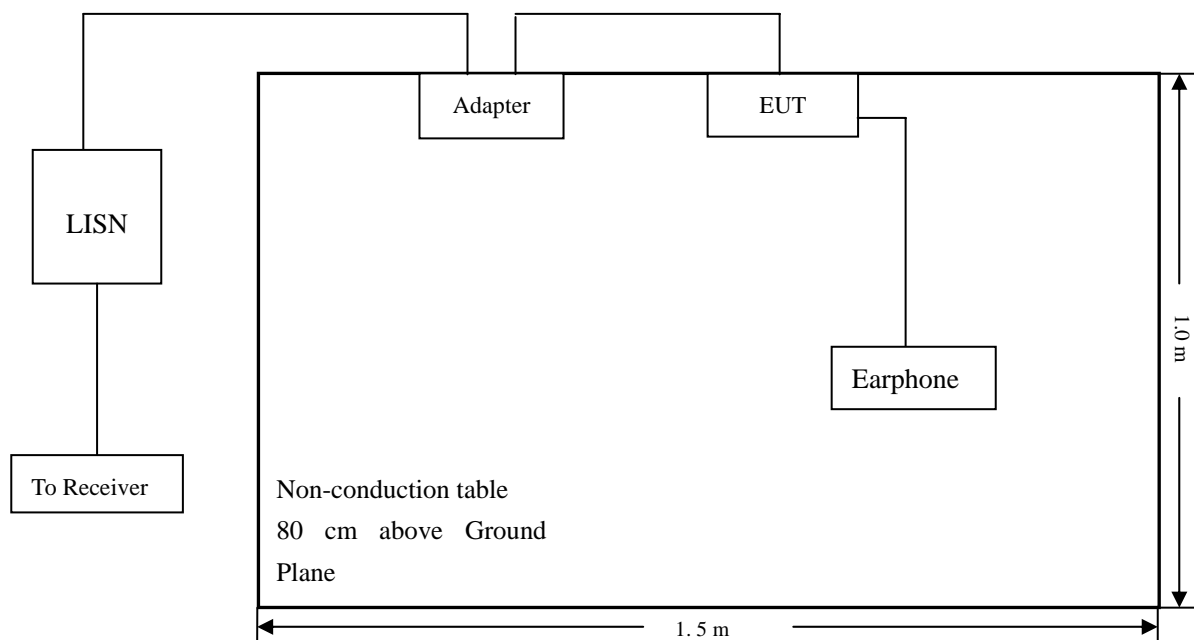 Adapter
EUT
LISN
1.0 m
Earphone
To Receiver
Non-conduction table
80 cm above Ground
Plane
1. 5 m